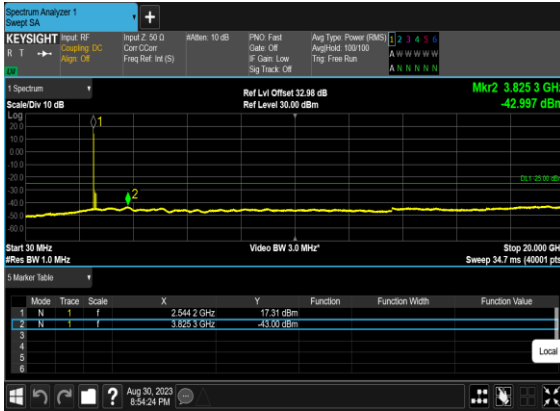 Spectrum Analyzer 1
Swept SA
+
KEYSIGHT Input: RF Input Z: 50 Ω #Atten: 10 dB PNO: Fast Avg Type: Power (RMS) 1 2 3 4 5 6
R T Coupling: DC Corr CCorr Gate: Off Avg|Hold: 100/100 A W W W W W
Align: Off Freq Ref: Int (S) IF Gain: Low Trig: Free Run
Sig Track: Off A N N N N N
1 Spectrum Ref Lvl Offset 32.98 dB Mkr2 3.825 3 GHz
Scale/Div 10 dB Ref Level 30.00 dBm -42.997 dBm
Log
20.0
10.0
0.00
-10.0
-20.0
-30.0
-40.0
-50.0
-60.0
1
2
Start 30 MHz Video BW 3.0 MHz* Stop 20.000 GH
#Res BW 1.0 MHz Sweep 34.7 ms (40001 pts
5 Marker Table
Mode Trace Scale X Y Function Function Width Function Value
1 N 1 f 2.544 2 GHz 17.31 dBm
2 N 1 f 3.825 3 GHz -43.00 dBm
3
4
5
6
Local
? Aug 30, 2023
8:54:24 PM